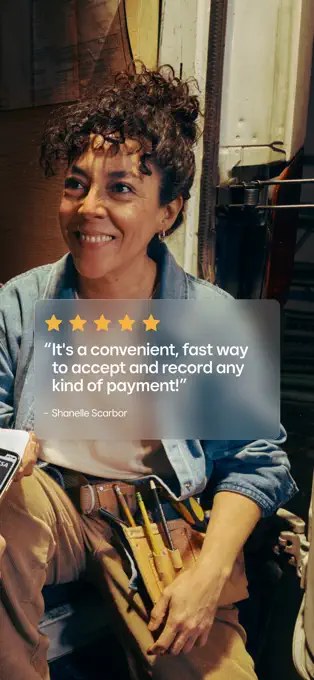 “It's a convenient, fast way
to accept and record any
kind of payment!”
- Shanelle Scarbor